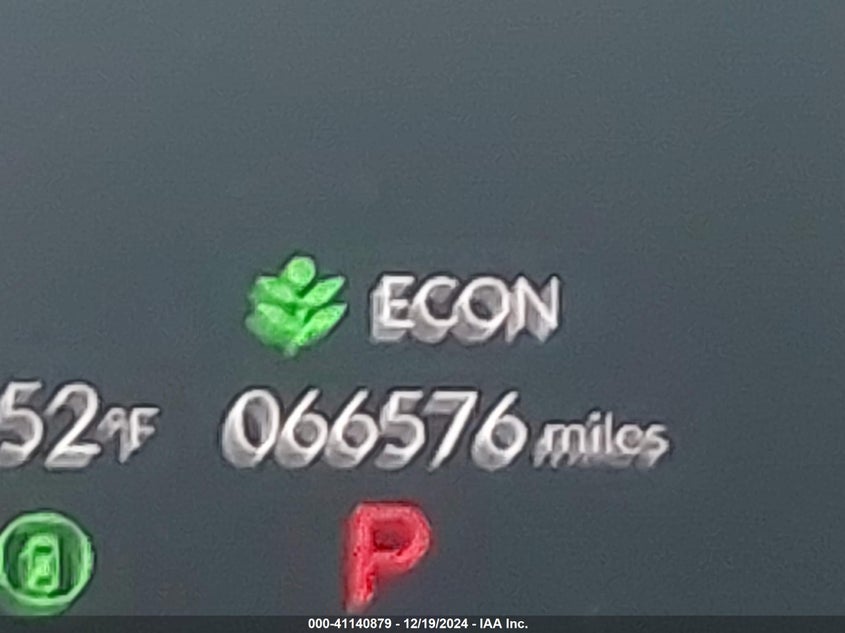 ECON
52°F 066576 miles
P
000-41140879 - 12/19/2024 - IAA Inc.